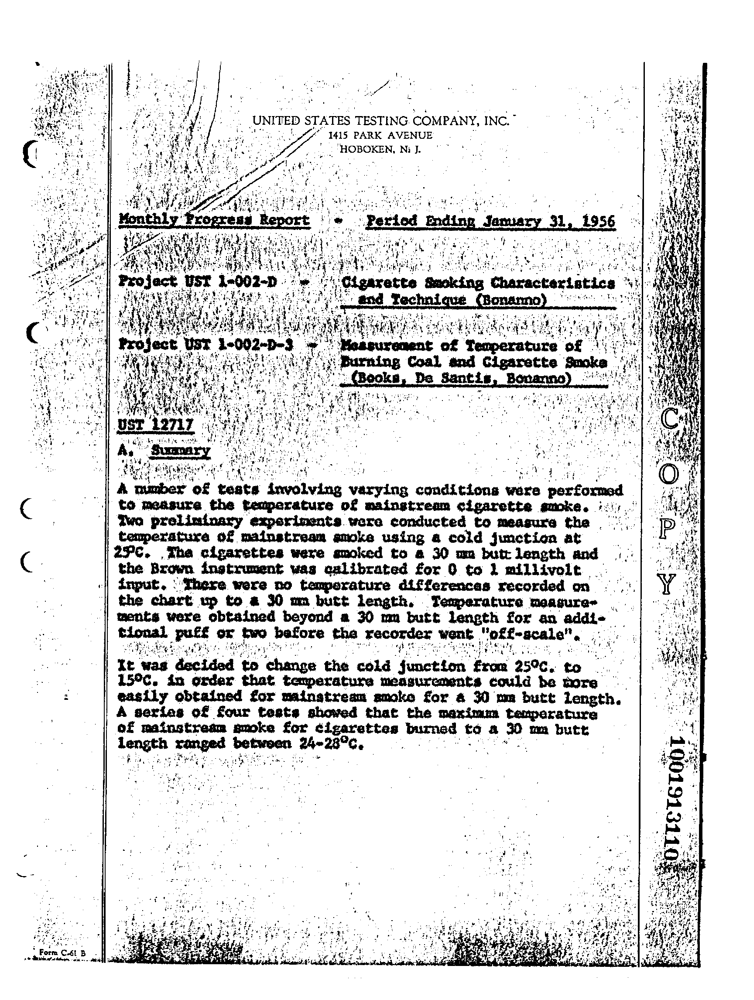 UNITED STATES TESTING COMPANY, INC.
1415 PARK AVENUE
HOBOKEN, N. J.
Monthly Progress Report - Period Ending January 31, 1956
Project UST 1-002-D - Cigarette Smoking Characteristics
and Technique (Bonanno)
Project UST 1-002-D-3 - Measurement of Temperature of
Burning Coal and Cigarette Smoke
(Books, De Santis, Bonanno)
UST 12717
A. Summary
A number of tests involving varying conditions were performed
to measure the temperature of mainstream cigarette smoke.
Two preliminary experiments were conducted to measure the
temperature of mainstream smoke using a cold junction at
25ºC. The cigarettes were smoked to a 30 mm butt length and
the Brown instrument was calibrated for 0 to 1 millivolt
input. There were no temperature differences recorded on
the chart up to a 30 mm butt length. Temperature measure-
ments were obtained beyond a 30 mm butt length for an addi-
tional puff or two before the recorder went "off-scale".
It was decided to change the cold junction from 25ºC. to
15ºC. in order that temperature measurements could be more
easily obtained for mainstream smoke for a 30 mm butt length.
A series of four tests showed that the maximum temperature
of mainstream smoke for cigarettes burned to a 30 mm butt
length ranged between 24-28ºC.
COPY
1001913110
Form C-61 B